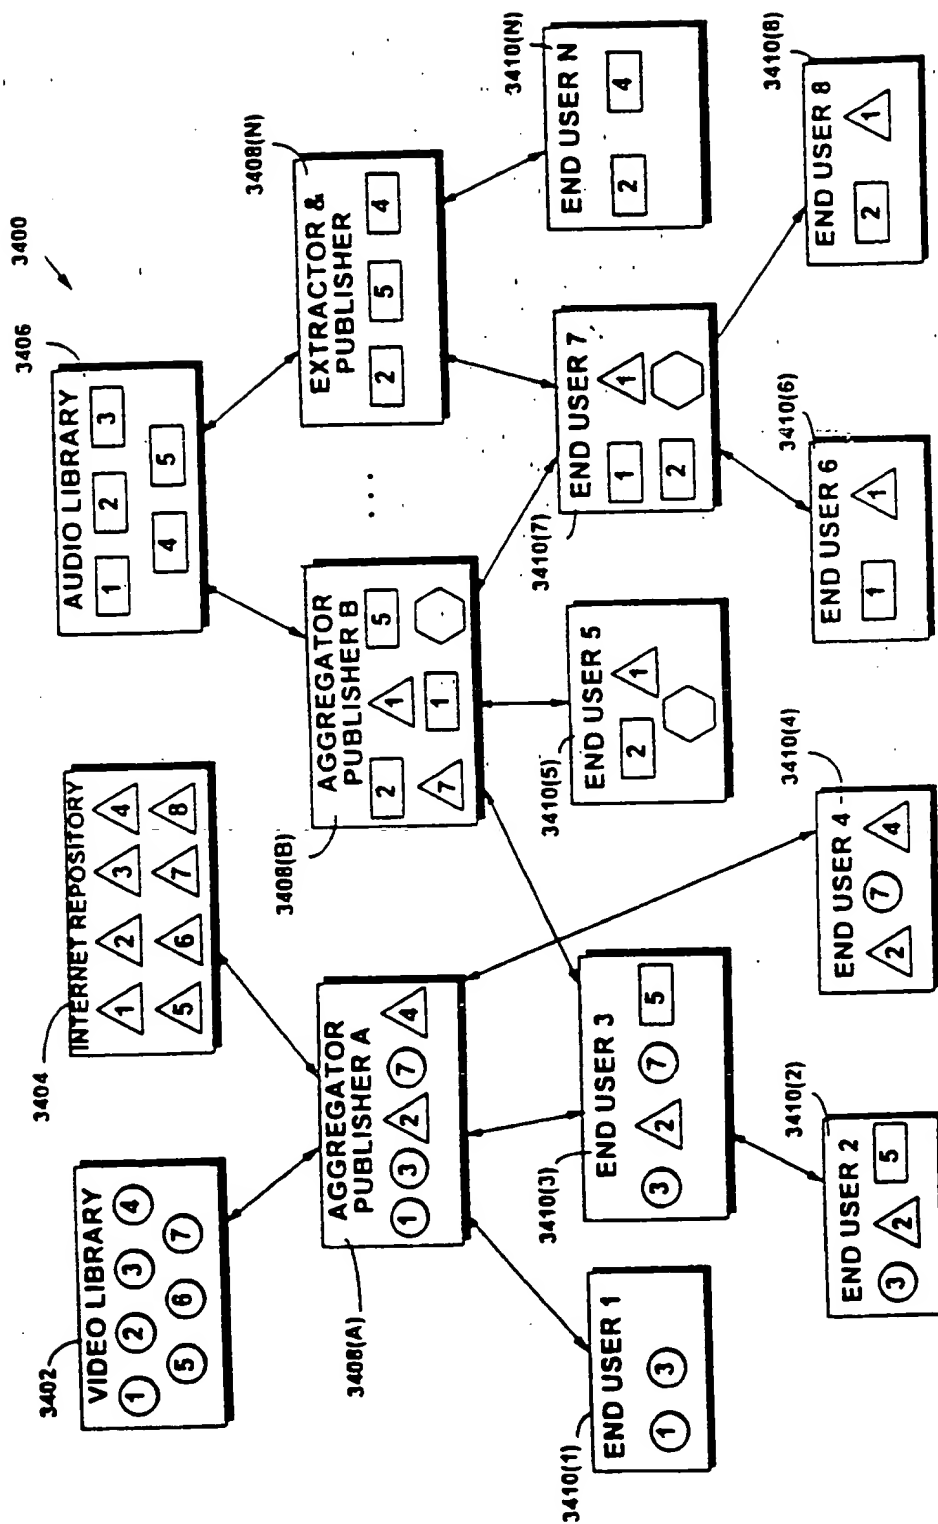 3400
3402
VIDEO LIBRARY
1 2 3 4
5 6 7
3404
INTERNET REPOSITORY
1 2 3 4
5 6 7 8
3406
AUDIO LIBRARY
1 2 3
4 5
3408(A)
AGGREGATOR
PUBLISHER A
1 3 2 7 4
3408(B)
AGGREGATOR
PUBLISHER B
2 1 5
7 1
...
3408(N)
EXTRACTOR &
PUBLISHER
2 5 4
3410(1)
END USER 1
1 3
3410(3)
END USER 3
3 2 7 5
3410(5)
END USER 5
2 1
3410(7)
END USER 7
1 1
2
3410(N)
END USER N
2 4
3410(2)
END USER 2
3 2 5
3410(4)
END USER 4
2 7 4
3410(6)
END USER 6
1 1
3410(8)
END USER 8
2 1